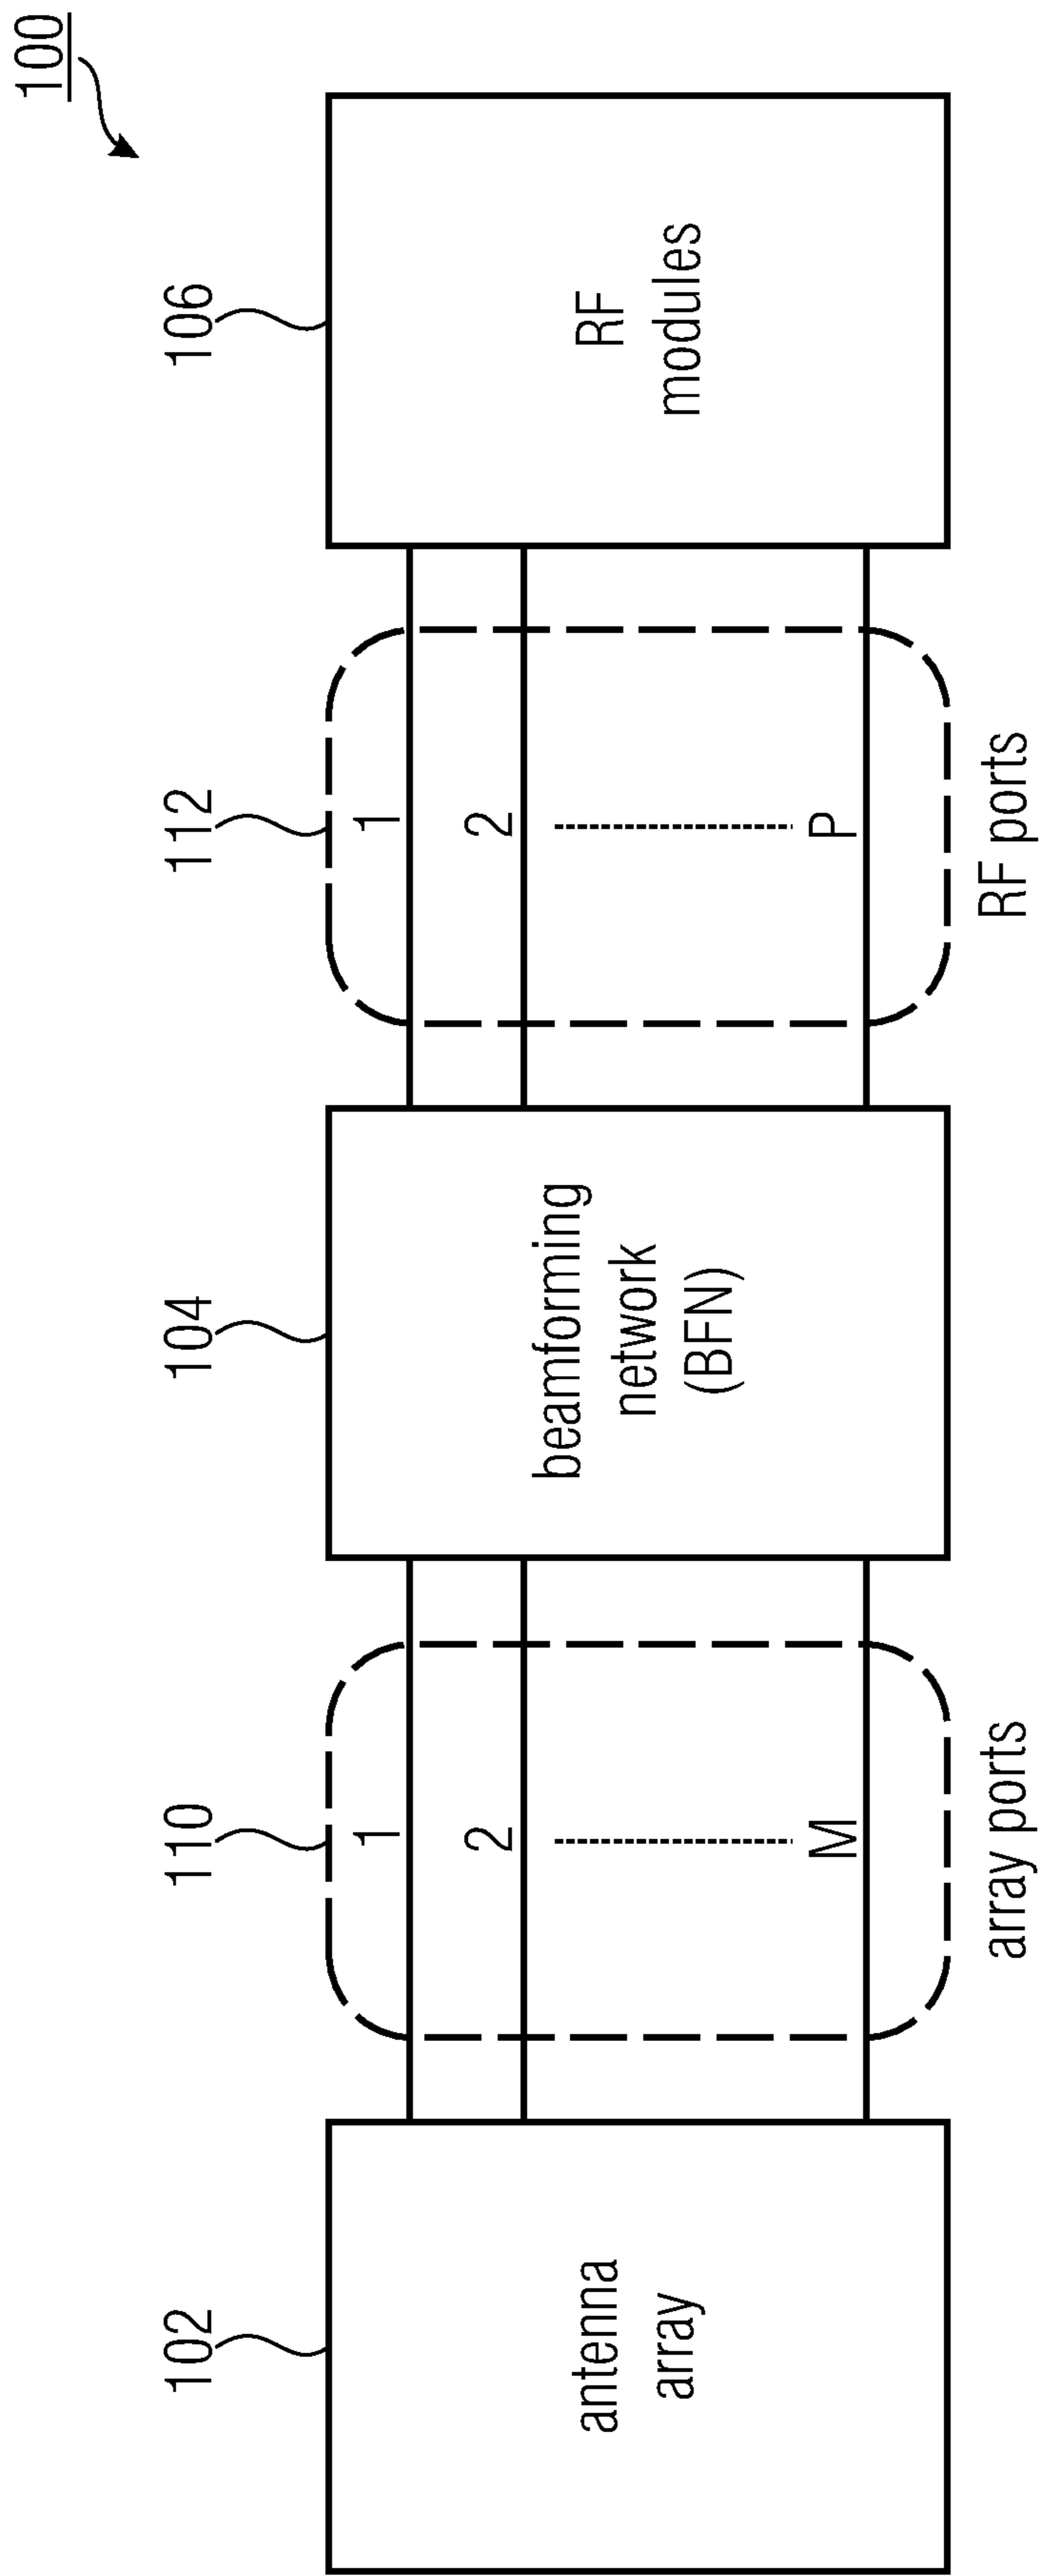 100
102
110
104
112
106
antenna
array
1
2
M
beamforming
network
(BFN)
1
2
P
RF
modules
array ports
RF ports